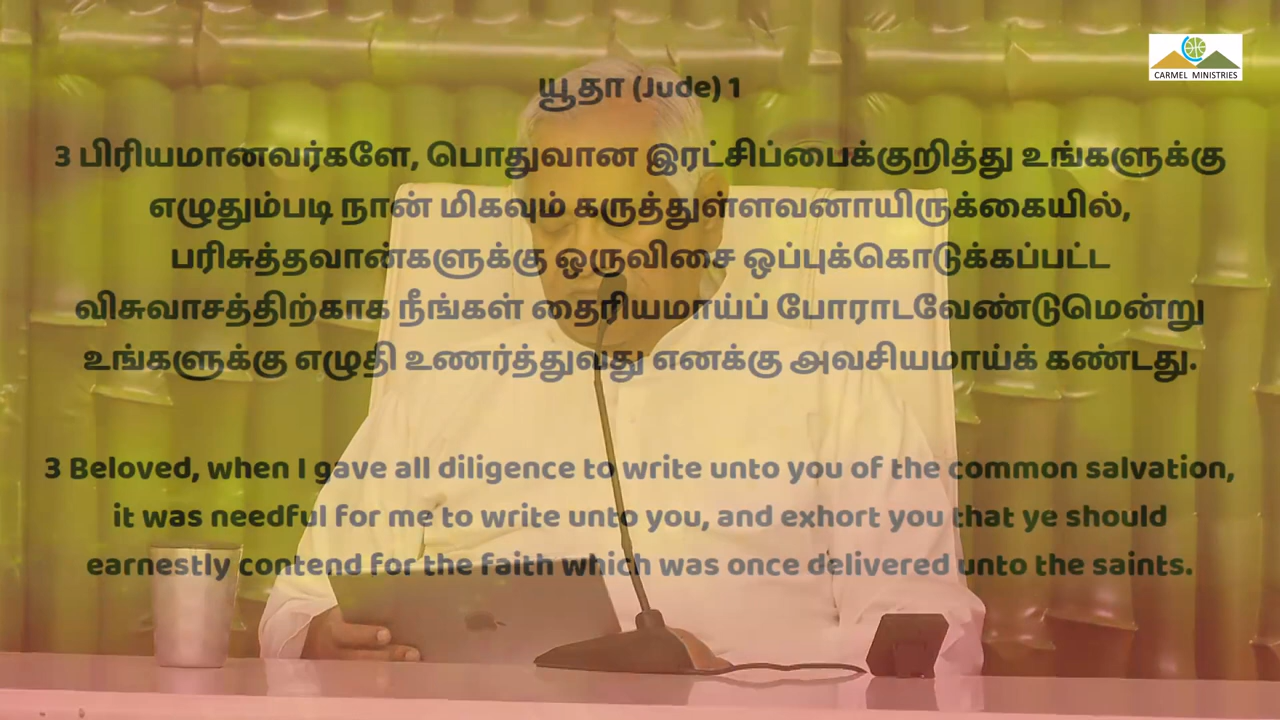 CARMEL MINISTRIES
யூதா (Jude) 1
3 பிரியமானவர்களே, பொதுவான இரட்சிப்பைக்குறித்து உங்களுக்கு
எழுதும்படி நான் மிகவும் கருத்துள்ளவனாயிருக்கையில்,
பரிசுத்தவான்களுக்கு ஒருவிசை ஒப்புக்கொடுக்கப்பட்ட
விசுவாசத்திற்காக நீங்கள் தைரியமாய்ப் போராடவேண்டுமென்று
உங்களுக்கு எழுதி உணர்த்துவது எனக்கு அவசியமாய்க் கண்டது.
3 Beloved, when I gave all diligence to write unto you of the common salvation,
it was needful for me to write unto you, and exhort you that ye should
earnestly contend for the faith which was once delivered unto the saints.